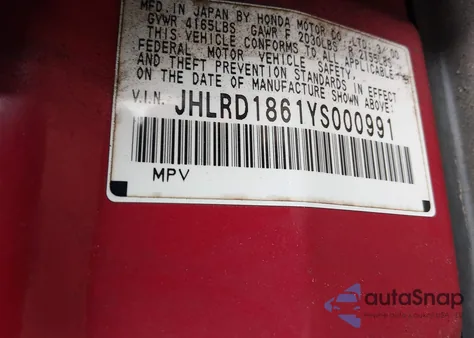 MFD. IN JAPAN BY HONDA MOTOR CO., LTD.
GVWR 4165LBS GAWR F 2030LBS
THIS VEHICLE CONFORMS TO ALL APPLICABLE
FEDERAL MOTOR VEHICLE SAFETY,
AND THEFT PREVENTION STANDARDS IN EFFECT
ON THE DATE OF MANUFACTURE SHOWN ABOVE.
V.I.N. JHLRD1861YS000991
MPV
autaSnap